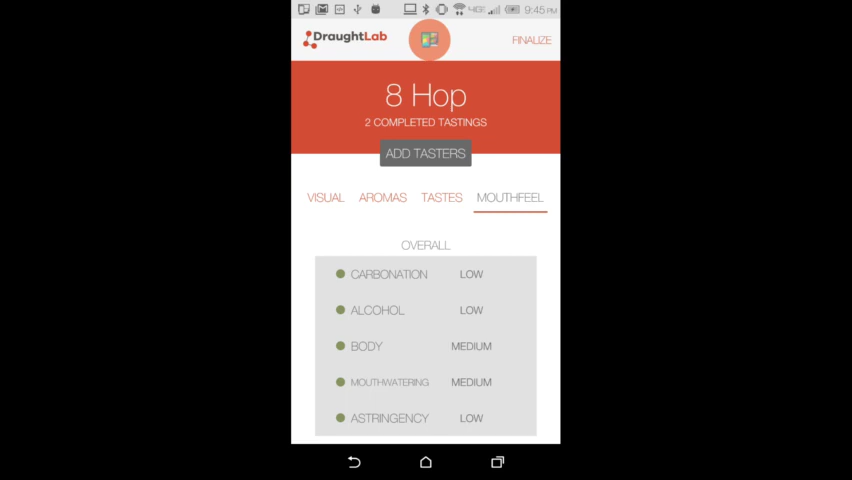 4G
9:45 PM
DraughtLab
FINALIZE
8 Hop
2 COMPLETED TASTINGS
ADD TASTERS
VISUAL AROMAS TASTES MOUTHFEEL
OVERALL
CARBONATION LOW
ALCOHOL LOW
BODY MEDIUM
MOUTHWATERING MEDIUM
ASTRINGENCY LOW